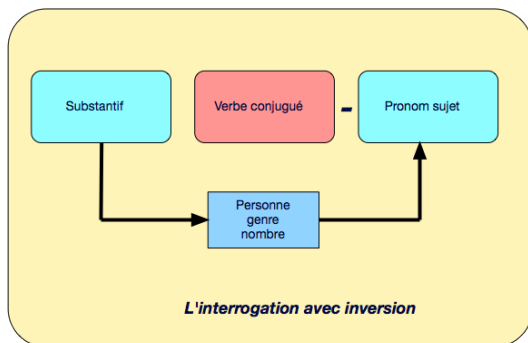 Substantif
Verbe conjugué
-
Pronom sujet
Personne
genre
nombre
L'interrogation avec inversion